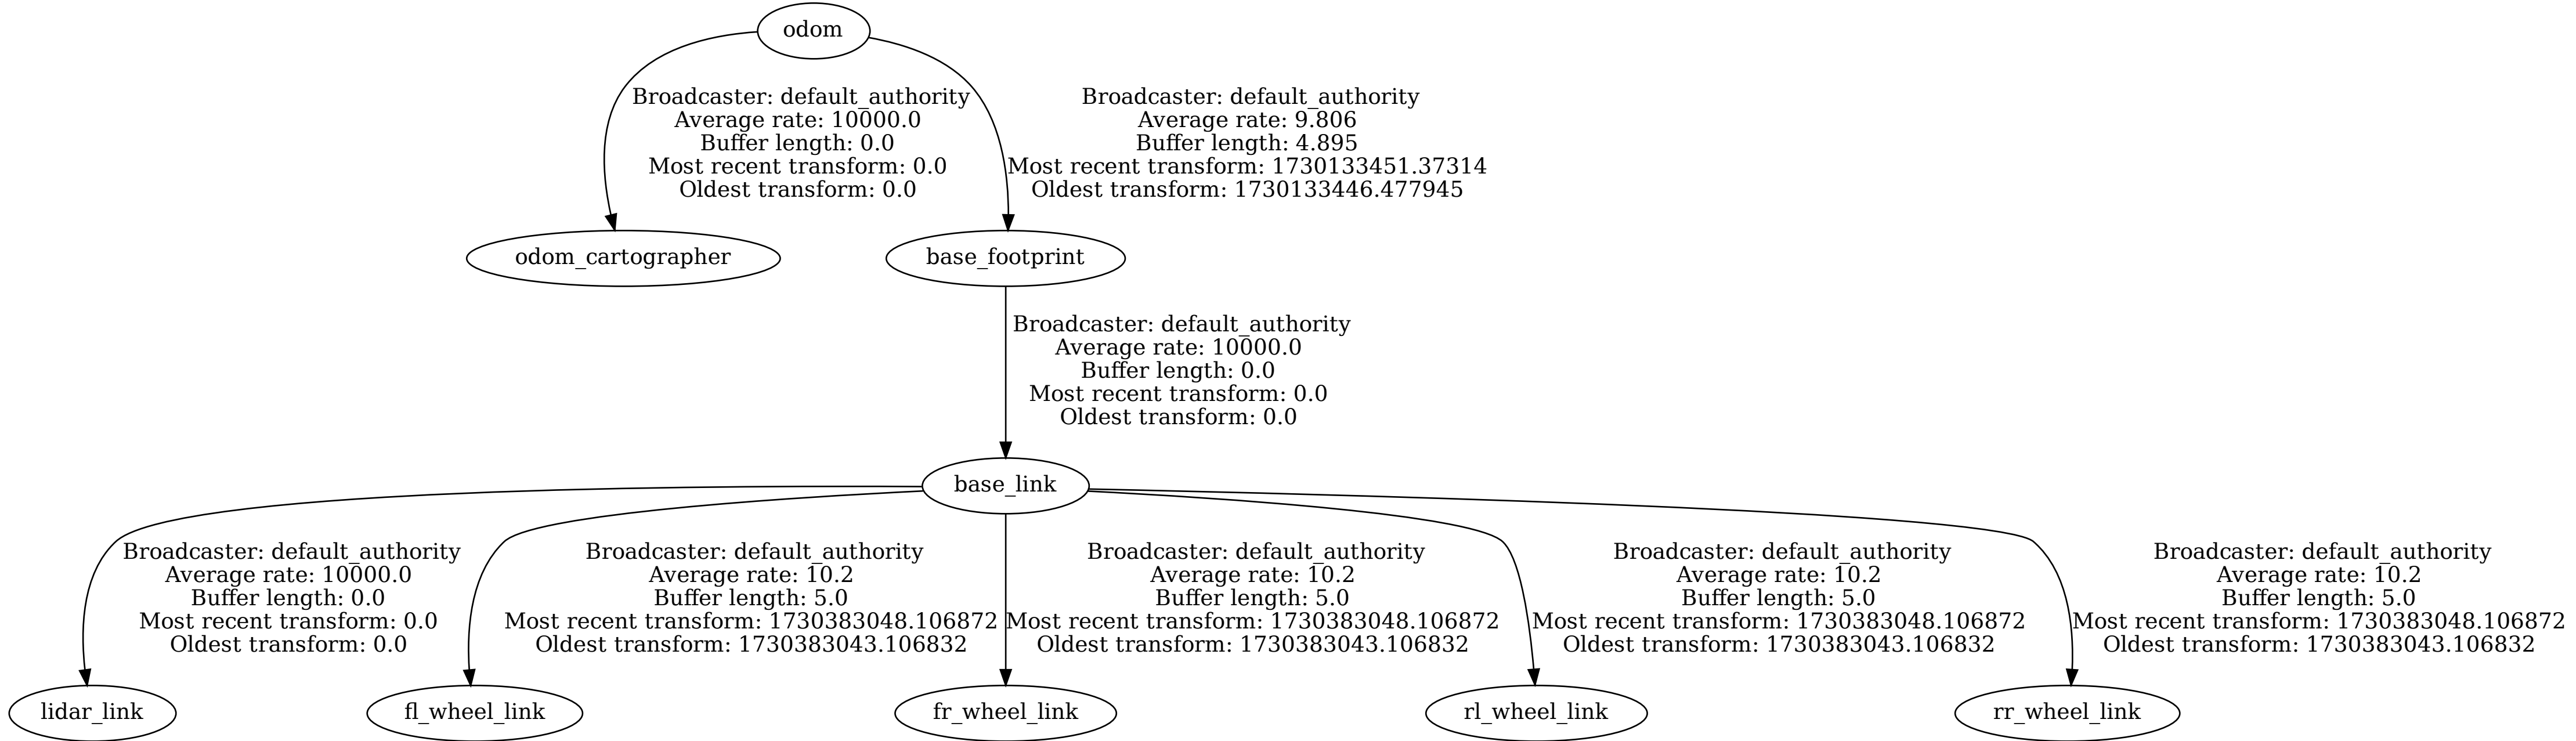 odom
Broadcaster: default_authority
Average rate: 10000.0
Buffer length: 0.0
Most recent transform: 0.0
Oldest transform: 0.0
Broadcaster: default_authority
Average rate: 9.806
Buffer length: 4.895
Most recent transform: 1730133451.37314
Oldest transform: 1730133446.477945
odom_cartographer
base_footprint
Broadcaster: default_authority
Average rate: 10000.0
Buffer length: 0.0
Most recent transform: 0.0
Oldest transform: 0.0
base_link
Broadcaster: default_authority
Average rate: 10000.0
Buffer length: 0.0
Most recent transform: 0.0
Oldest transform: 0.0
Broadcaster: default_authority
Average rate: 10.2
Buffer length: 5.0
Most recent transform: 1730383048.106872
Oldest transform: 1730383043.106832
Broadcaster: default_authority
Average rate: 10.2
Buffer length: 5.0
Most recent transform: 1730383048.106872
Oldest transform: 1730383043.106832
Broadcaster: default_authority
Average rate: 10.2
Buffer length: 5.0
Most recent transform: 1730383048.106872
Oldest transform: 1730383043.106832
Broadcaster: default_authority
Average rate: 10.2
Buffer length: 5.0
Most recent transform: 1730383048.106872
Oldest transform: 1730383043.106832
lidar_link
fl_wheel_link
fr_wheel_link
rl_wheel_link
rr_wheel_link